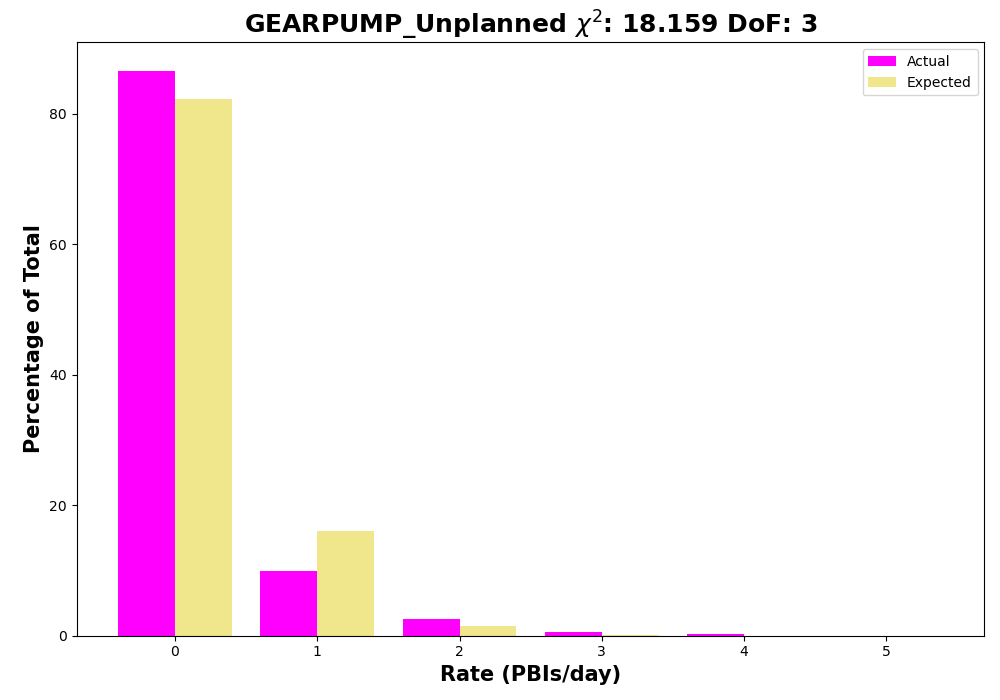 GEARPUMP_Unplanned χ²: 18.159 DoF: 3
Actual
Expected
Percentage of Total
80
60
40
20
0
0 1 2 3 4 5
Rate (PBIs/day)